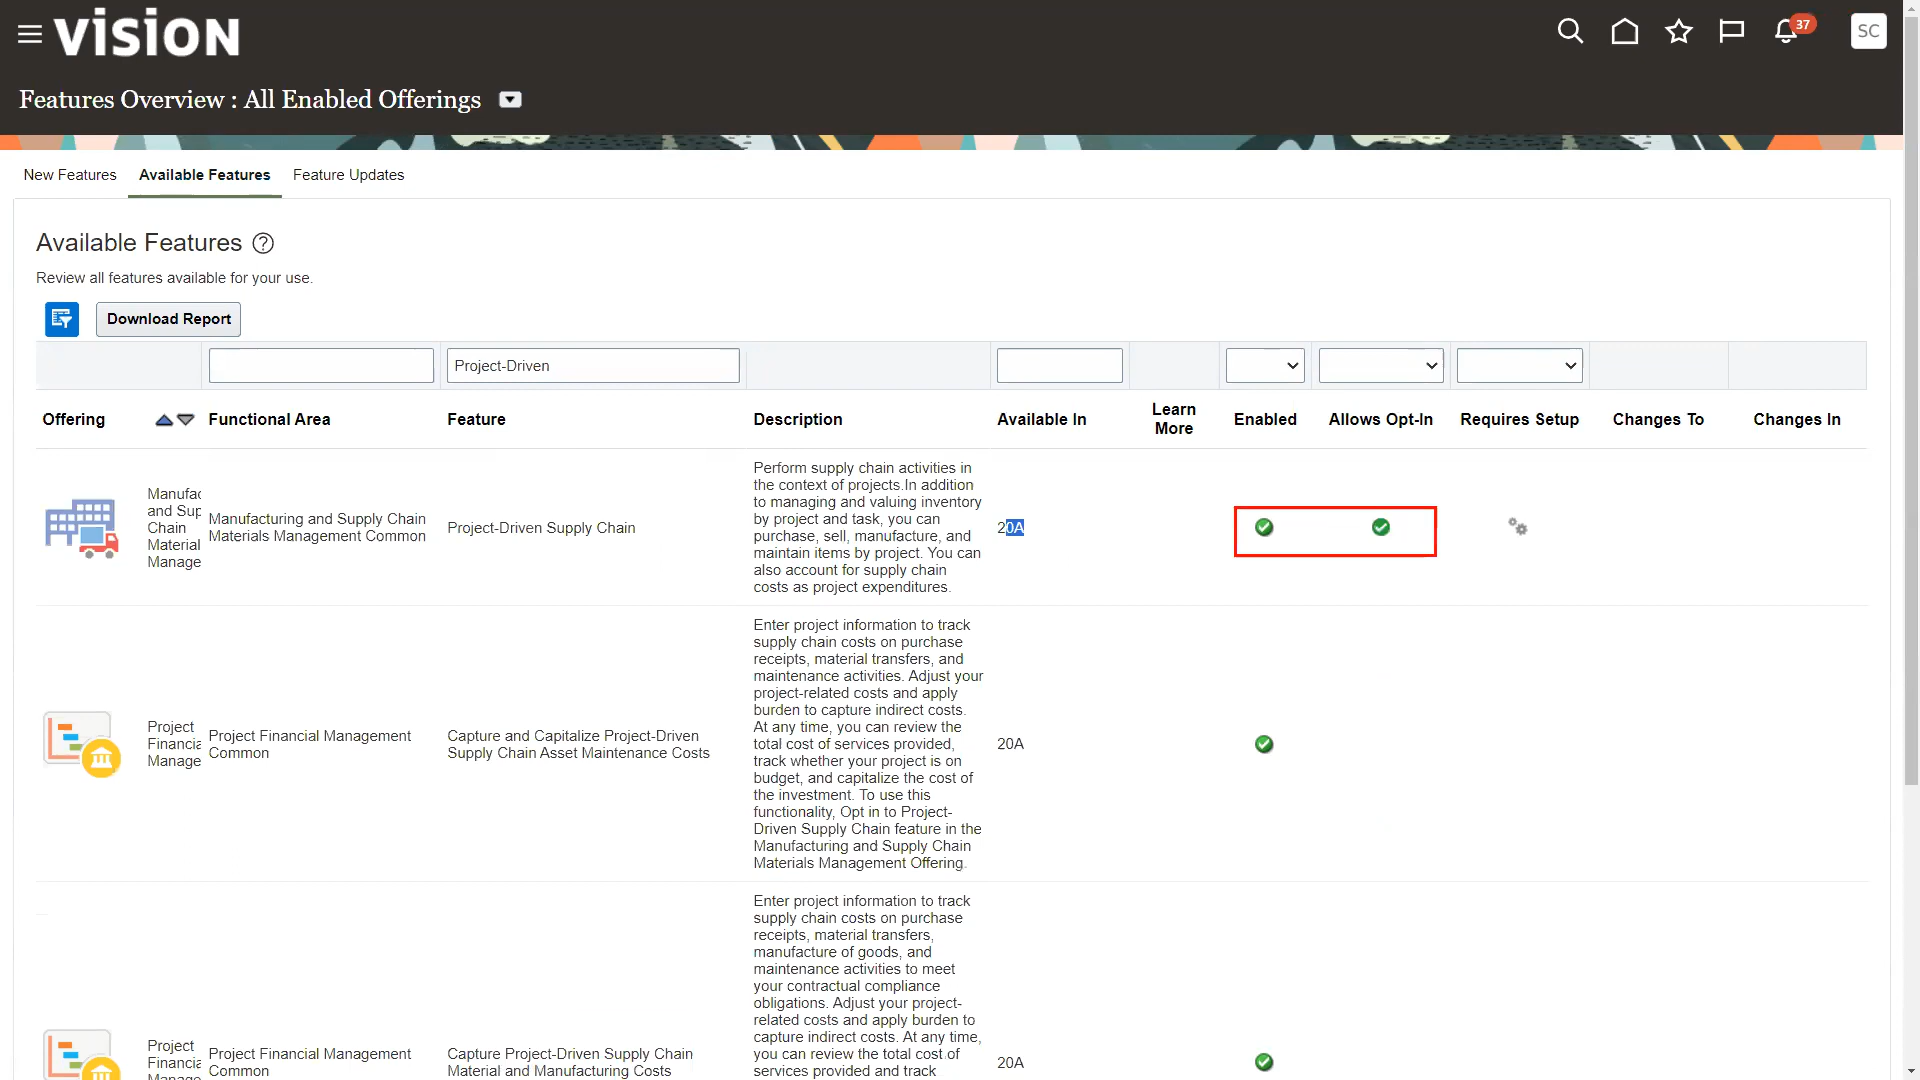 VISION
37
SC
Features Overview : All Enabled Offerings
New Features
Available Features
Feature Updates
Available Features ?
Review all features available for your use.
Download Report
Project-Driven
Offering
Functional Area
Feature
Description
Available In
Learn
More
Enabled
Allows Opt-In
Requires Setup
Changes To
Changes In
Manufac
and Sup
Chain
Material
Manage
Manufacturing and Supply Chain
Materials Management Common
Project-Driven Supply Chain
Perform supply chain activities in
the context of projects.In addition
to managing and valuing inventory
by project and task, you can
purchase, sell, manufacture, and
maintain items by project. You can
also account for supply chain
costs as project expenditures.
20A
Project
Financia
Manage
Project Financial Management
Common
Capture and Capitalize Project-Driven
Supply Chain Asset Maintenance Costs
Enter project information to track
supply chain costs on purchase
receipts, material transfers, and
maintenance activities. Adjust your
project-related costs and apply
burden to capture indirect costs.
At any time, you can review the
total cost of services provided,
track whether your project is on
budget, and capitalize the cost of
the investment. To use this
functionality, Opt in to Project-
Driven Supply Chain feature in the
Manufacturing and Supply Chain
Materials Management Offering.
20A
Project
Financia
Manage
Project Financial Management
Common
Capture Project-Driven Supply Chain
Material and Manufacturing Costs
Enter project information to track
supply chain costs on purchase
receipts, material transfers,
manufacture of goods, and
maintenance activities to meet
your contractual compliance
obligations. Adjust your project-
related costs and apply burden to
capture indirect costs. At any time,
you can review the total cost of
services provided and track
20A